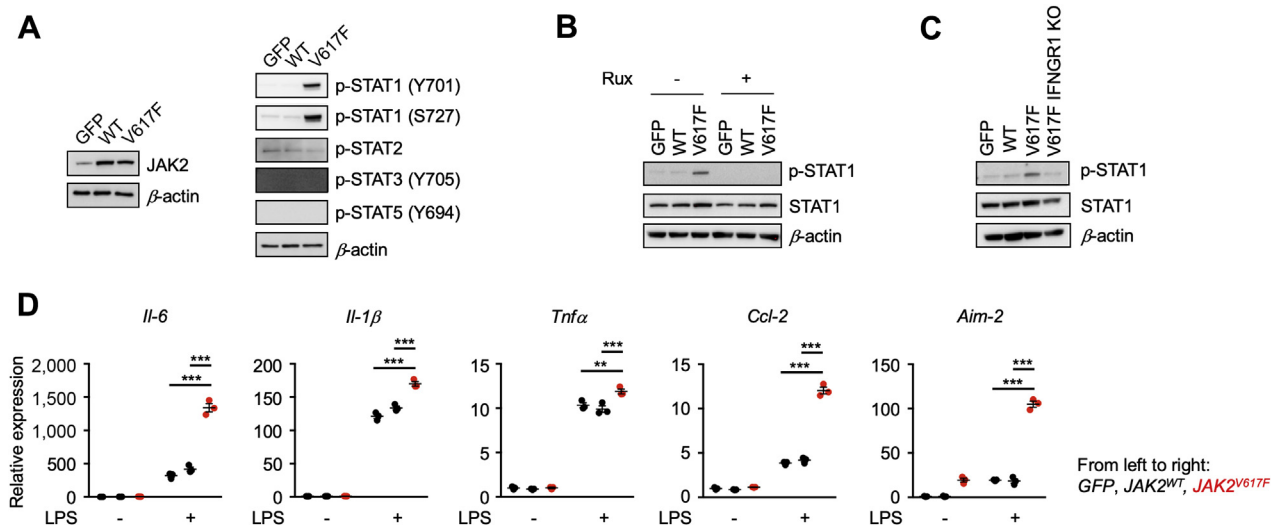 A
GFP
WT
V617F
JAK2
β-actin
GFP
WT
V617F
p-STAT1 (Y701)
p-STAT1 (S727)
p-STAT2
p-STAT3 (Y705)
p-STAT5 (Y694)
β-actin
B
Rux - +
GFP
WT
V617F
GFP
WT
V617F
p-STAT1
STAT1
β-actin
C
GFP
WT
V617F
V617F IFNGR1 KO
p-STAT1
STAT1
β-actin
D
Relative expression
Il-6
2,000
1,500
1,000
500
0
***
***
LPS - +
Il-1β
200
150
100
50
0
***
***
LPS - +
Tnfα
15
10
5
0
***
**
LPS - +
Ccl-2
15
10
5
0
***
***
LPS - +
Aim-2
150
100
50
0
***
***
LPS - +
From left to right:
GFP, JAK2WT, JAK2V617F